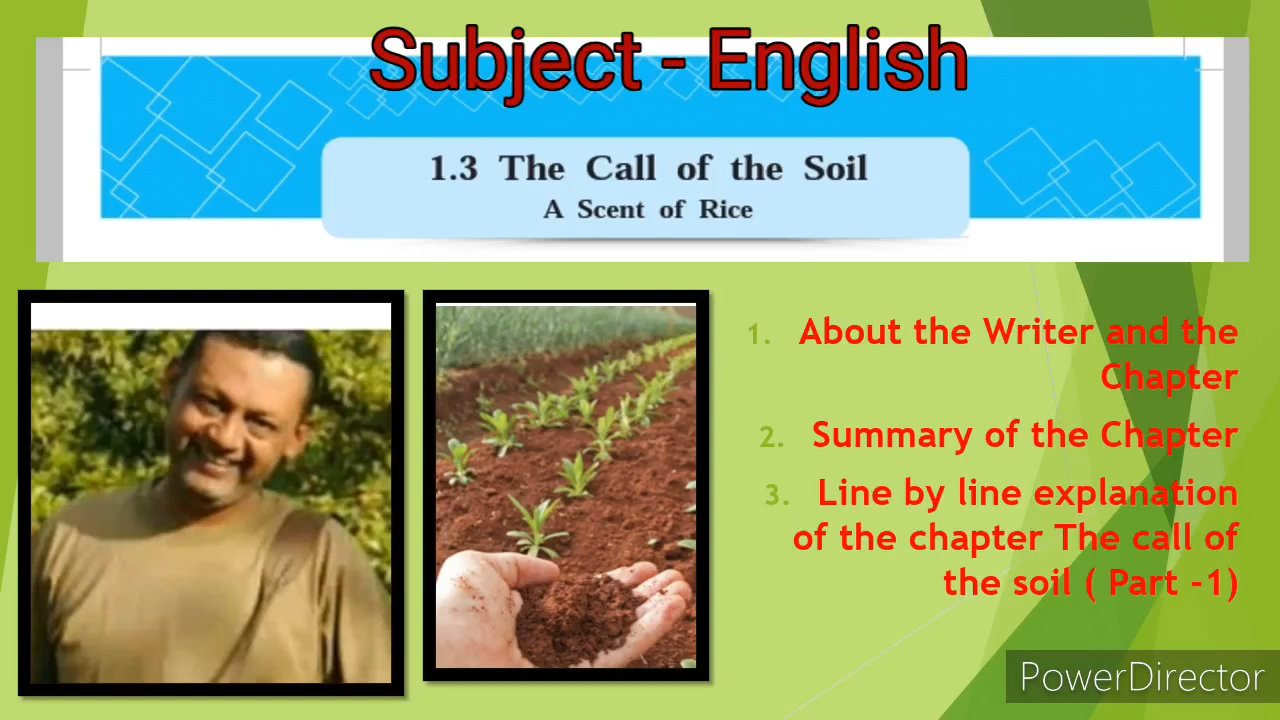 Subject - English
1.3 The Call of the Soil
A Scent of Rice
1. About the Writer and the
Chapter
2. Summary of the Chapter
3. Line by line explanation
of the chapter The call of
the soil ( Part -1)
PowerDirector